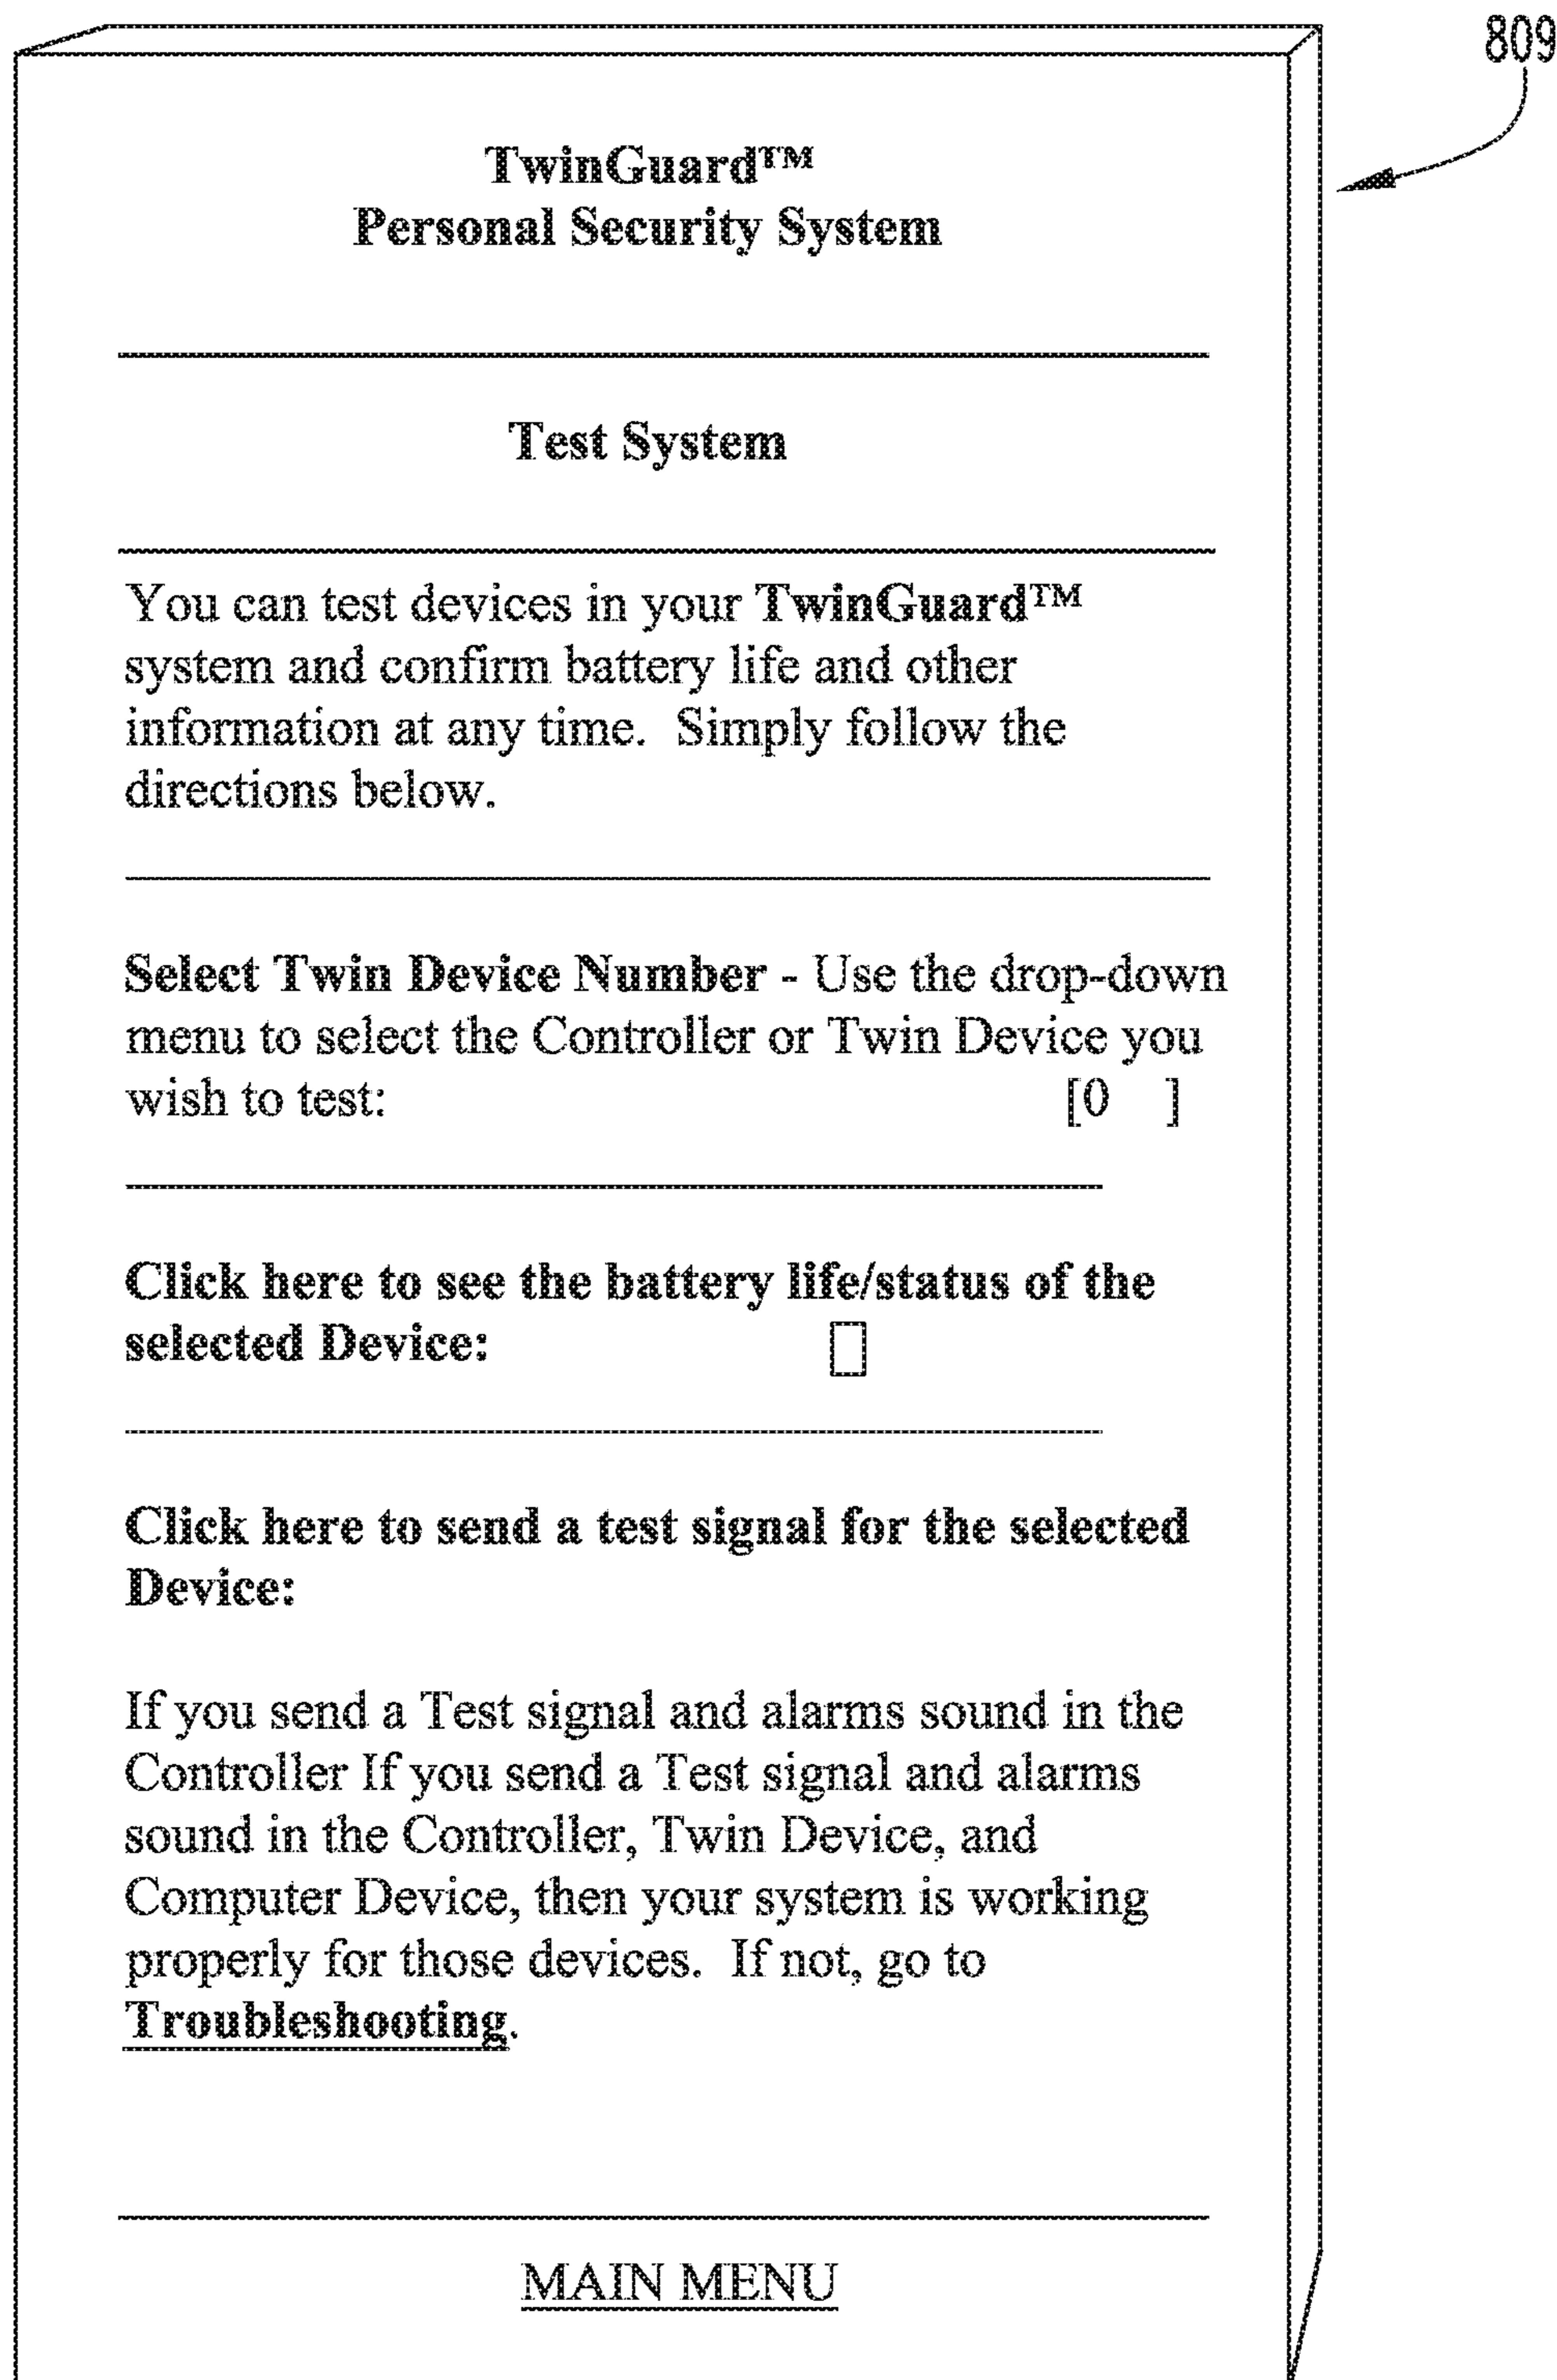 809
TwinGuard™
Personal Security System
Test System
You can test devices in your TwinGuard™
system and confirm battery life and other
information at any time.  Simply follow the
directions below.
Select Twin Device Number - Use the drop-down
menu to select the Controller or Twin Device you
wish to test: [0 ]
Click here to see the battery life/status of the
selected Device:
Click here to send a test signal for the selected
Device:
If you send a Test signal and alarms sound in the
Controller If you send a Test signal and alarms
sound in the Controller, Twin Device, and
Computer Device, then your system is working
properly for those devices.  If not, go to
Troubleshooting.
MAIN MENU